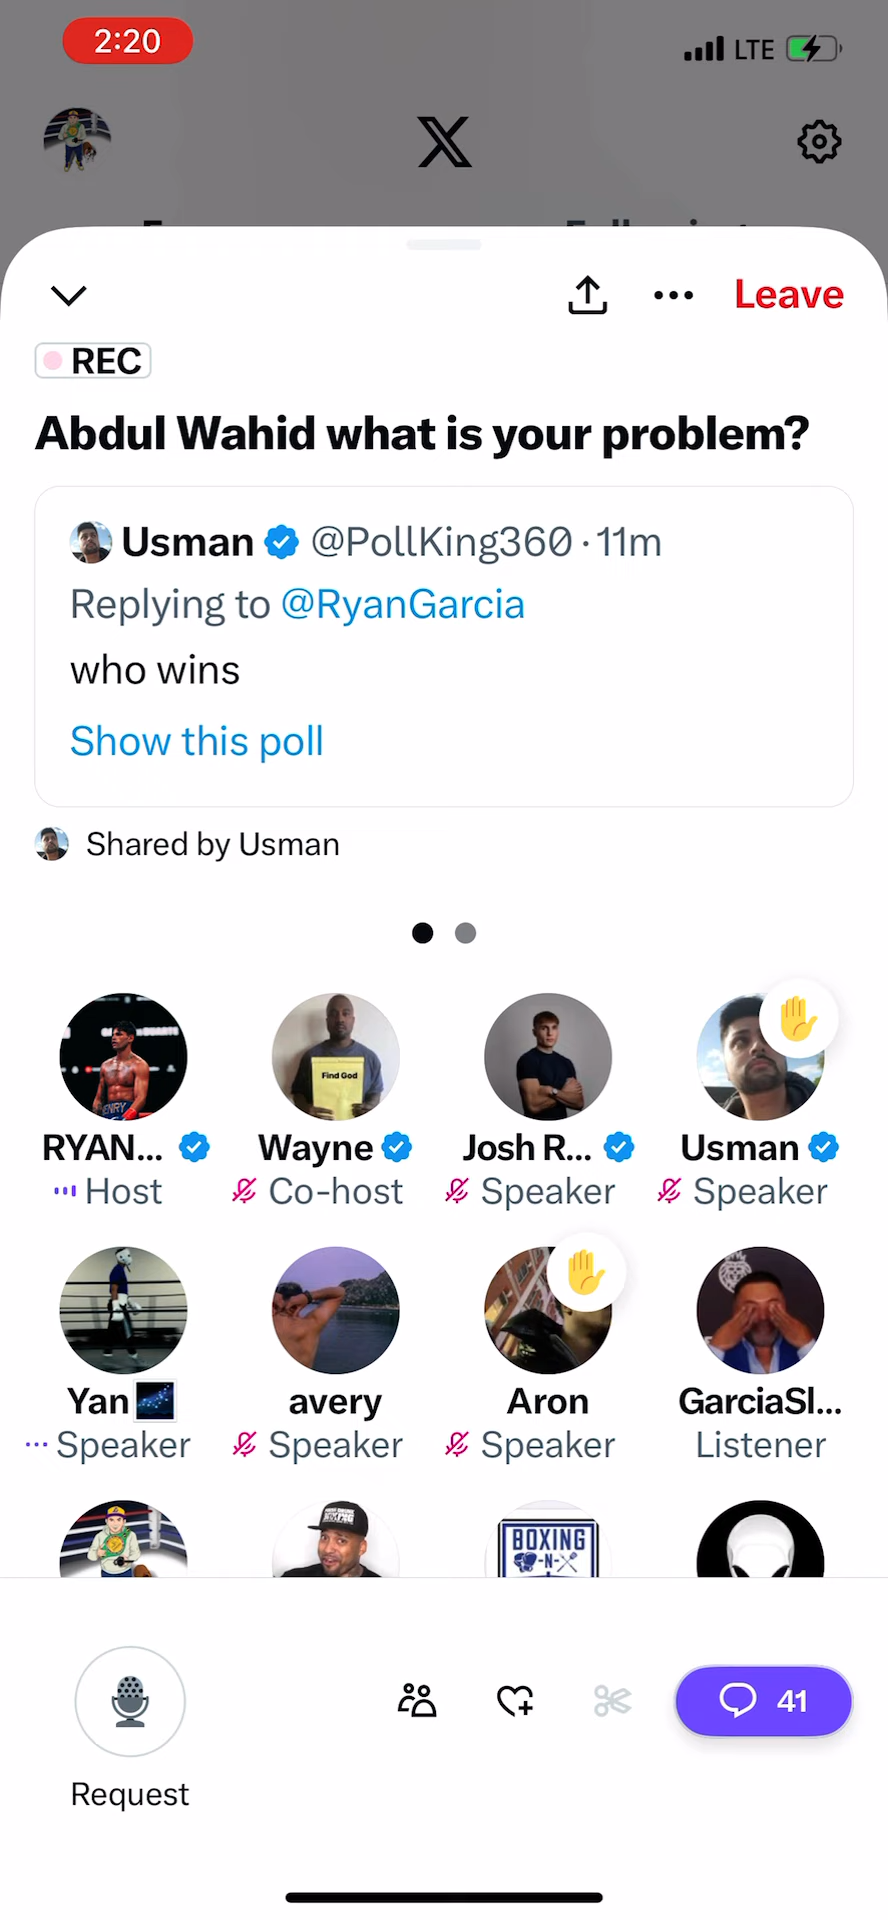 2:20
LTE
REC
Leave
Abdul Wahid what is your problem?
Usman @PollKing360 · 11m
Replying to @RyanGarcia
who wins
Show this poll
Shared by Usman
Find God
RYAN... Wayne Josh R... Usman
Host Co-host Speaker Speaker
Yan avery Aron GarciaSl...
Speaker Speaker Speaker Listener
BOXING
-N-
41
Request